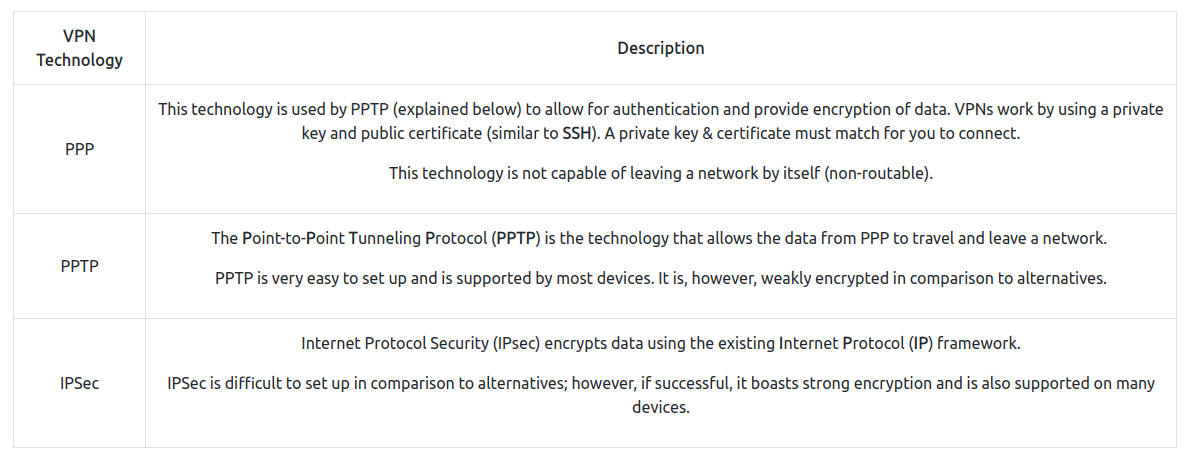 VPN
Technology
Description
PPP
This technology is used by PPTP (explained below) to allow for authentication and provide encryption of data. VPNs work by using a private
key and public certificate (similar to SSH). A private key & certificate must match for you to connect.
This technology is not capable of leaving a network by itself (non-routable).
PPTP
The Point-to-Point Tunneling Protocol (PPTP) is the technology that allows the data from PPP to travel and leave a network.
PPTP is very easy to set up and is supported by most devices. It is, however, weakly encrypted in comparison to alternatives.
IPSec
Internet Protocol Security (IPsec) encrypts data using the existing Internet Protocol (IP) framework.
IPSec is difficult to set up in comparison to alternatives; however, if successful, it boasts strong encryption and is also supported on many
devices.